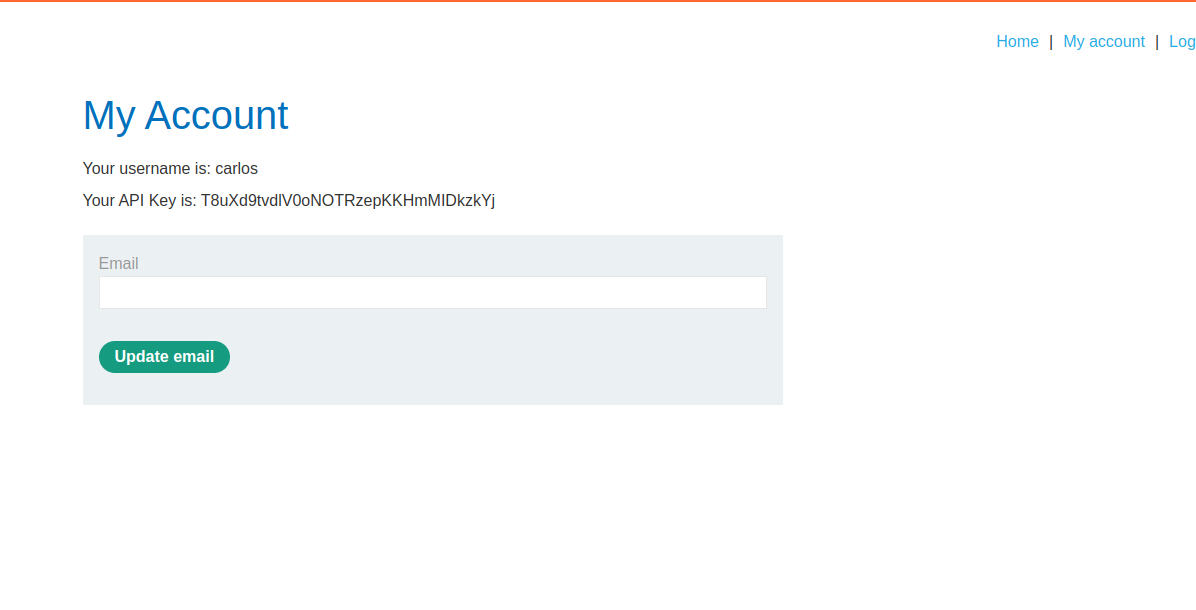 Home | My account | Log
My Account
Your username is: carlos
Your API Key is: T8uXd9tvdlV0oNOTRzepKKHmMIDkzkYj
Email
Update email